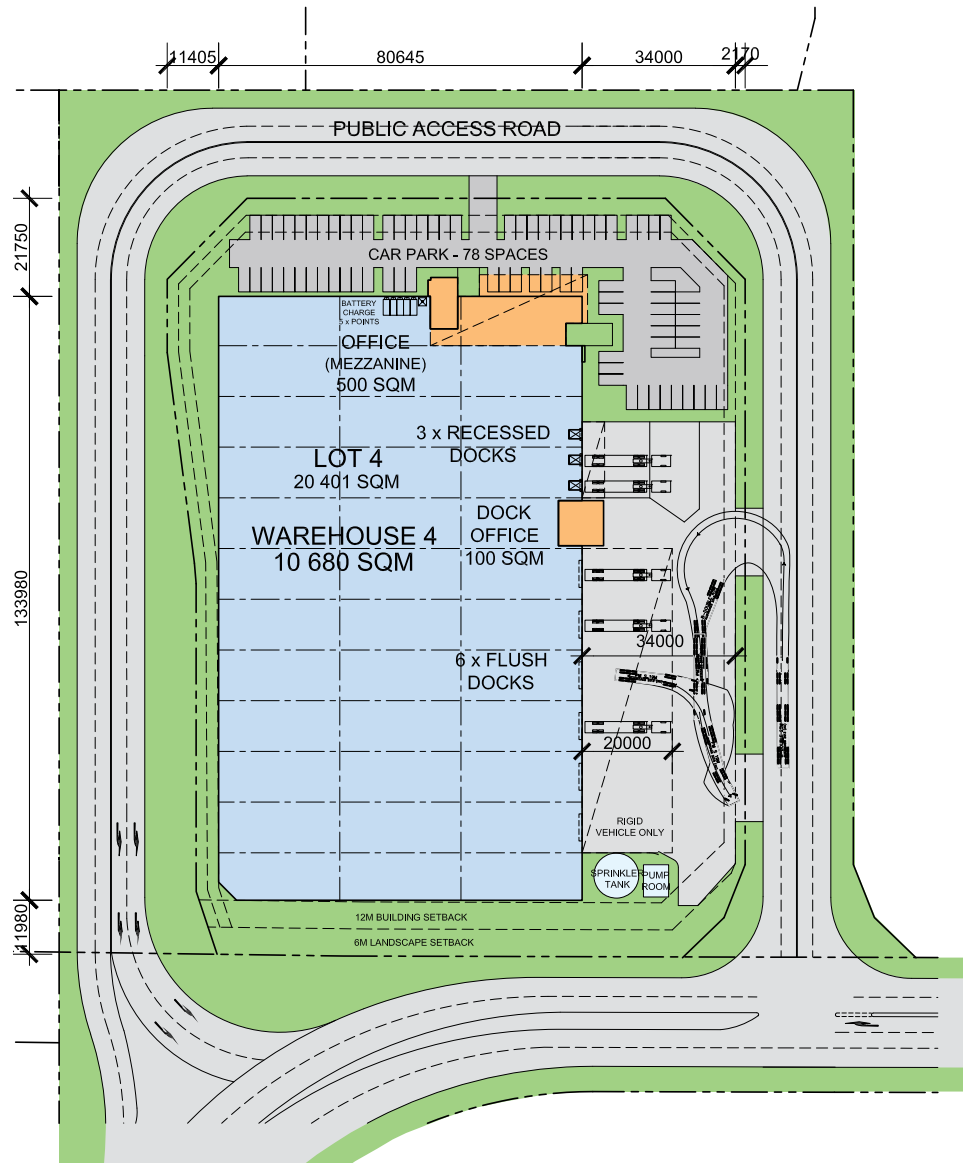 11405
80645
34000
2170
PUBLIC ACCESS ROAD
21750
CAR PARK - 78 SPACES
BATTERY
CHARGE
5 x POINTS
OFFICE
(MEZZANINE)
500 SQM
3 x RECESSED
DOCKS
LOT 4
20 401 SQM
DOCK
OFFICE
100 SQM
WAREHOUSE 4
10 680 SQM
133980
34000
6 x FLUSH
DOCKS
20000
RIGID
VEHICLE ONLY
SPRINKLER
TANK
PUMP
ROOM
11980
12M BUILDING SETBACK
6M LANDSCAPE SETBACK